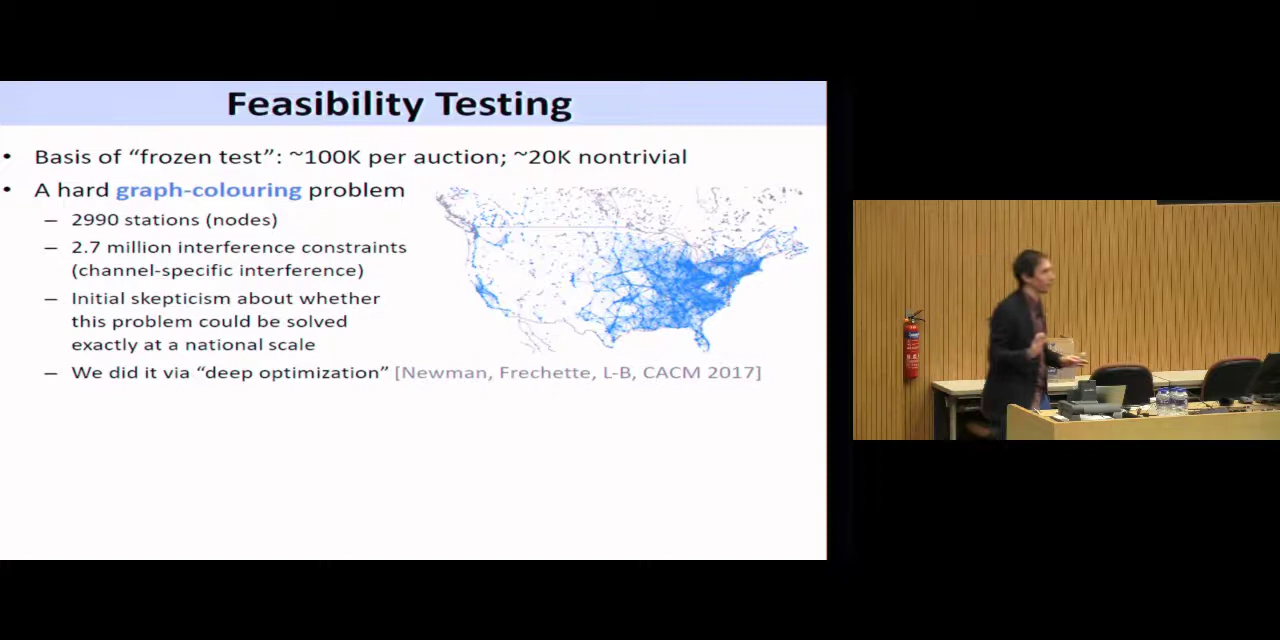 Feasibility Testing
• Basis of “frozen test”: ~100K per auction; ~20K nontrivial
• A hard graph-colouring problem
– 2990 stations (nodes)
– 2.7 million interference constraints
(channel-specific interference)
– Initial skepticism about whether
this problem could be solved
exactly at a national scale
– We did it via “deep optimization” [Newman, Frechette, L-B, CACM 2017]